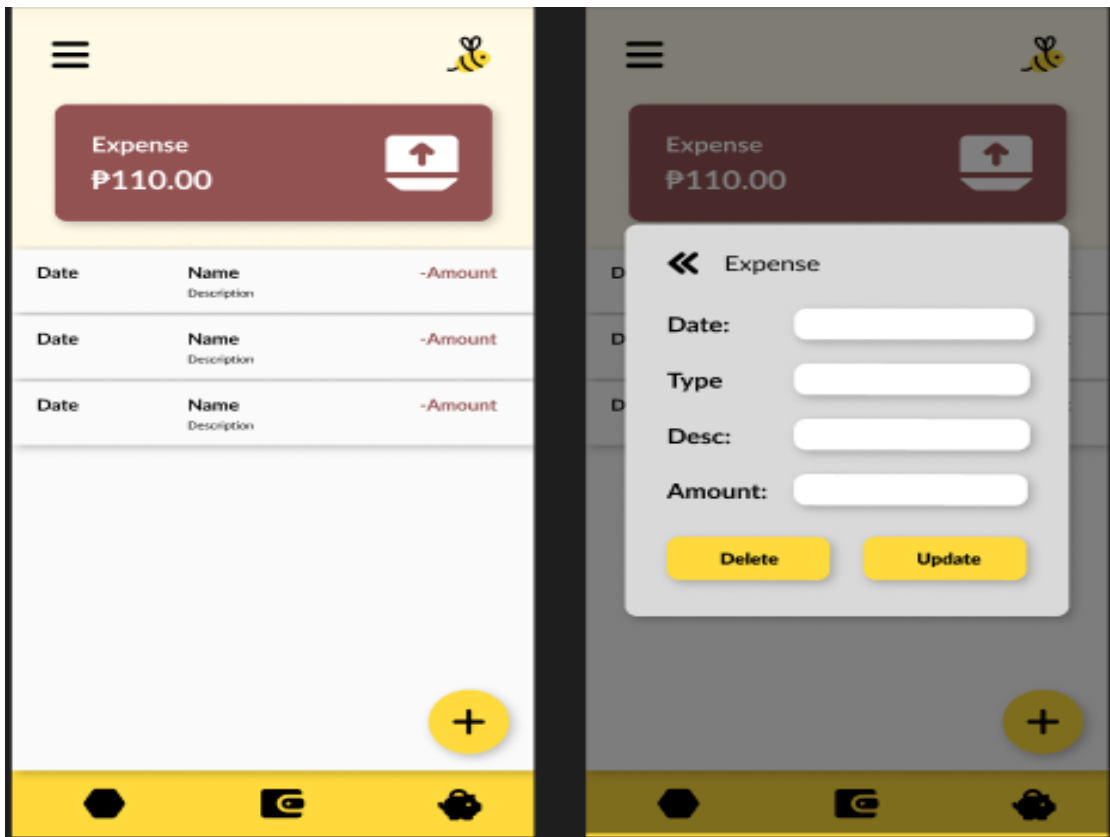 Expense
₱110.00
Date Name -Amount
Description
Date Name -Amount
Description
Date Name -Amount
Description
Expense
₱110.00
D
D
D
Expense
Date:
Type
Desc:
Amount:
Delete Update